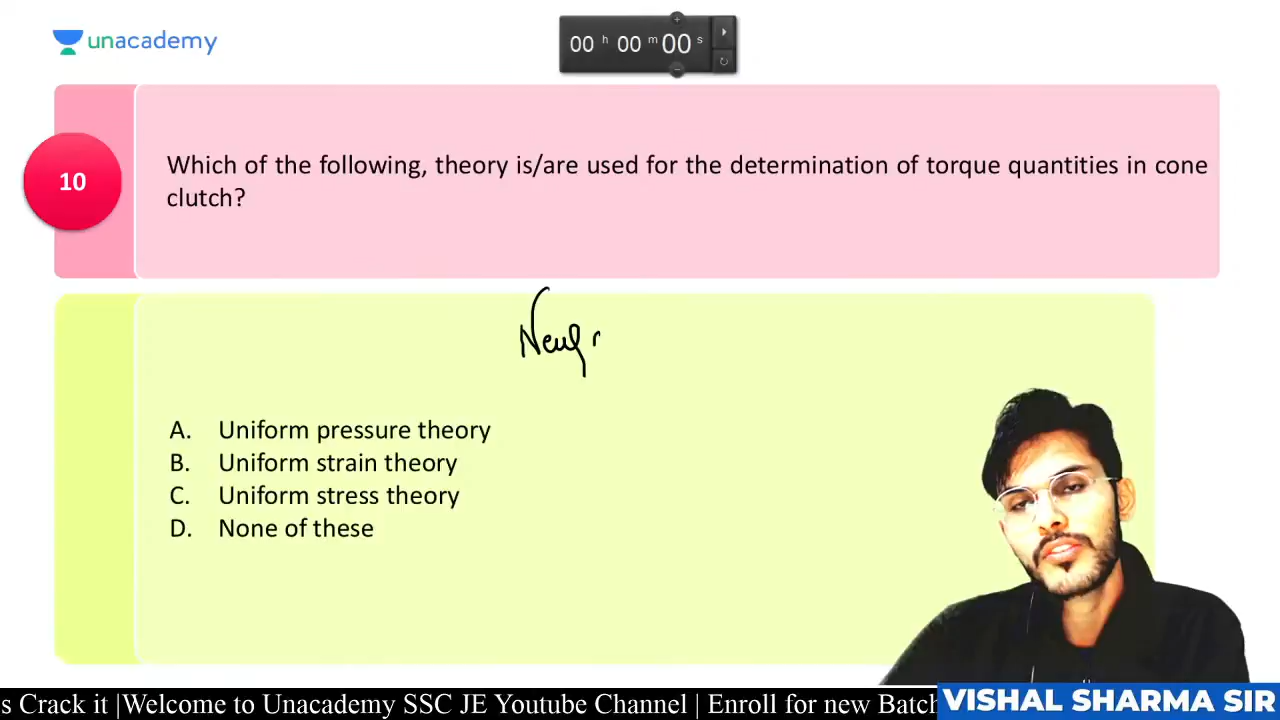 unacademy
00 h 00 m 00 s
10
Which of the following, theory is/are used for the determination of torque quantities in cone
clutch?
A. Uniform pressure theory
B. Uniform strain theory
C. Uniform stress theory
D. None of these
s Crack it |Welcome to Unacademy SSC JE Youtube Channel | Enroll for new Batch
VISHAL SHARMA SIR